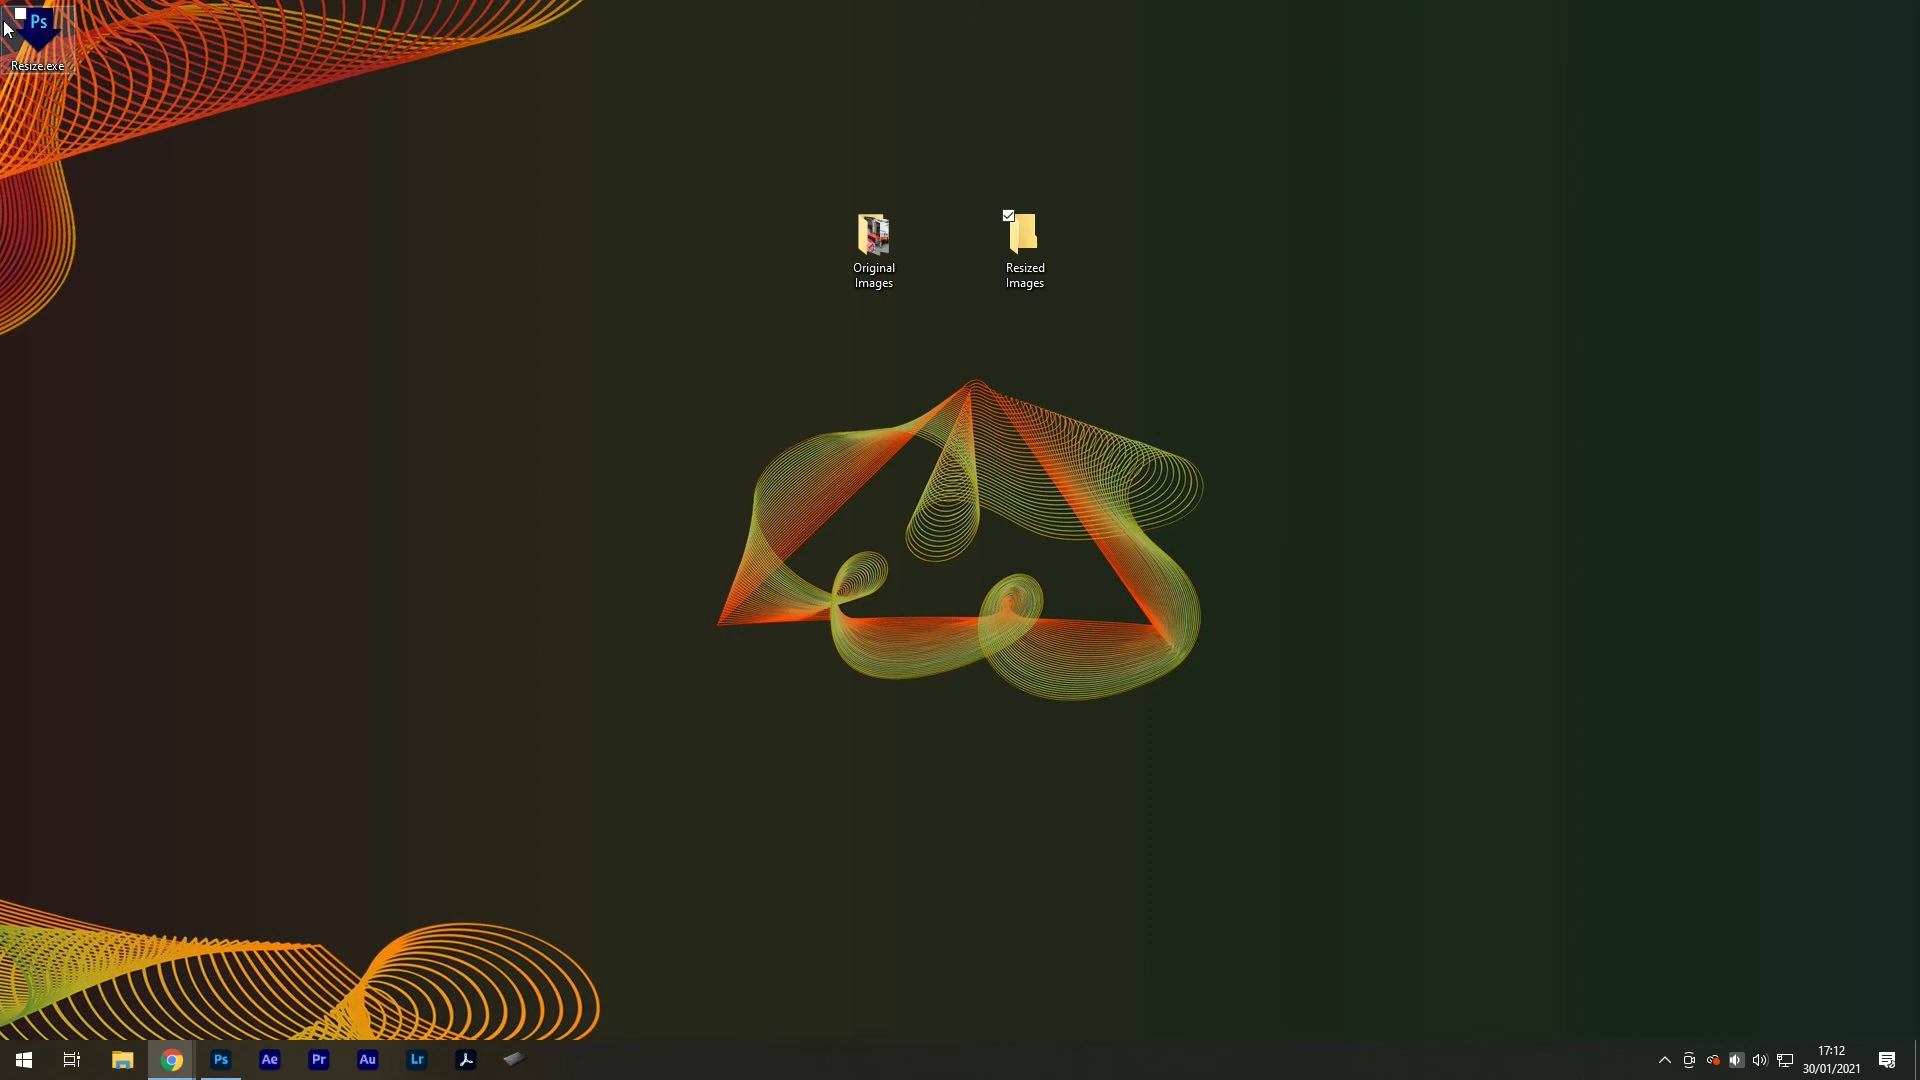 Ps
Resize.exe
Original
Images
Resized
Images
Ps
Ae
Pr
Au
Lr
17:12
30/01/2021